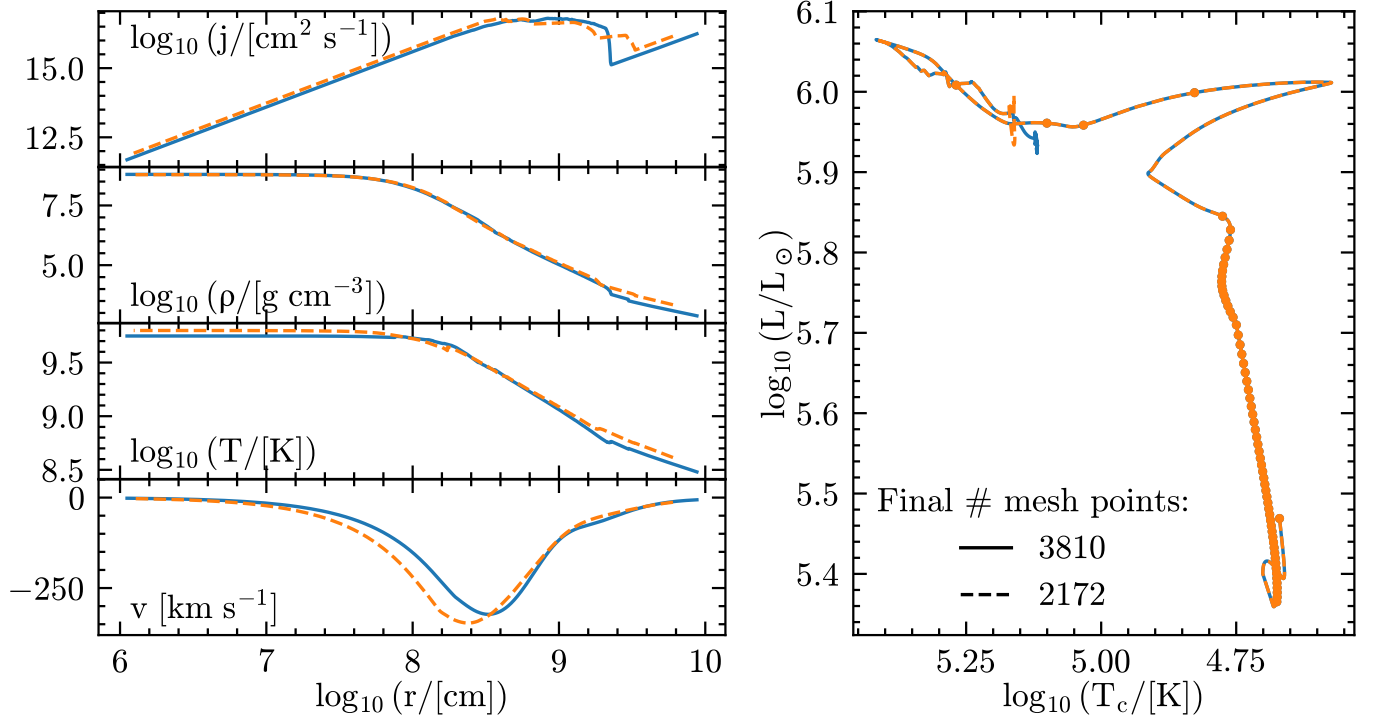 log₁₀ (j/[cm² s⁻¹])
15.0
12.5
7.5
5.0
log₁₀ (ρ/[g cm⁻³])
9.5
9.0
8.5
log₁₀ (T/[K])
0
−250
v [km s⁻¹]
6 7 8 9 10
log₁₀ (r/[cm])
6.1
6.0
5.9
5.8
5.7
5.6
5.5
5.4
log₁₀ (L/L⊙)
Final # mesh points:
3810
2172
5.25 5.00 4.75
log₁₀ (T_c/[K])